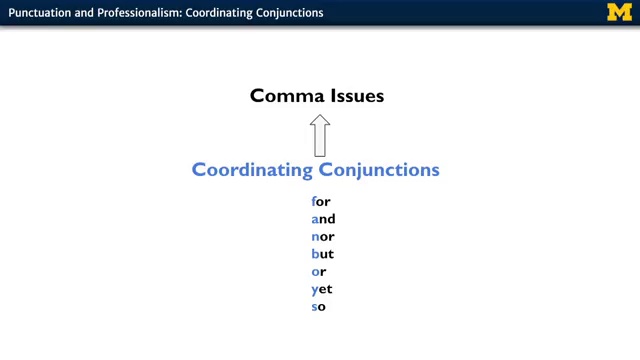 Punctuation and Professionalism: Coordinating Conjunctions
M
Comma Issues
Coordinating Conjunctions
for
and
nor
but
or
yet
so